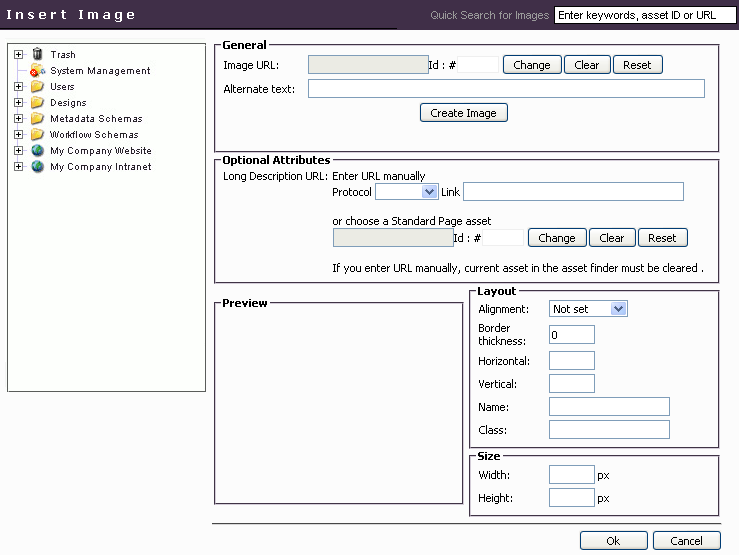 Insert Image
Quick Search for Images Enter keywords, asset ID or URL
Trash
System Management
Users
Designs
Metadata Schemas
Workflow Schemas
My Company Website
My Company Intranet
General
Image URL: Id : # Change Clear Reset
Alternate text:
Create Image
Optional Attributes
Long Description URL: Enter URL manually
Protocol Link
or choose a Standard Page asset
Id : # Change Clear Reset
If you enter URL manually, current asset in the asset finder must be cleared .
Preview
Layout
Alignment: Not set
Border
thickness: 0
Horizontal:
Vertical:
Name:
Class:
Size
Width: px
Height: px
Ok Cancel